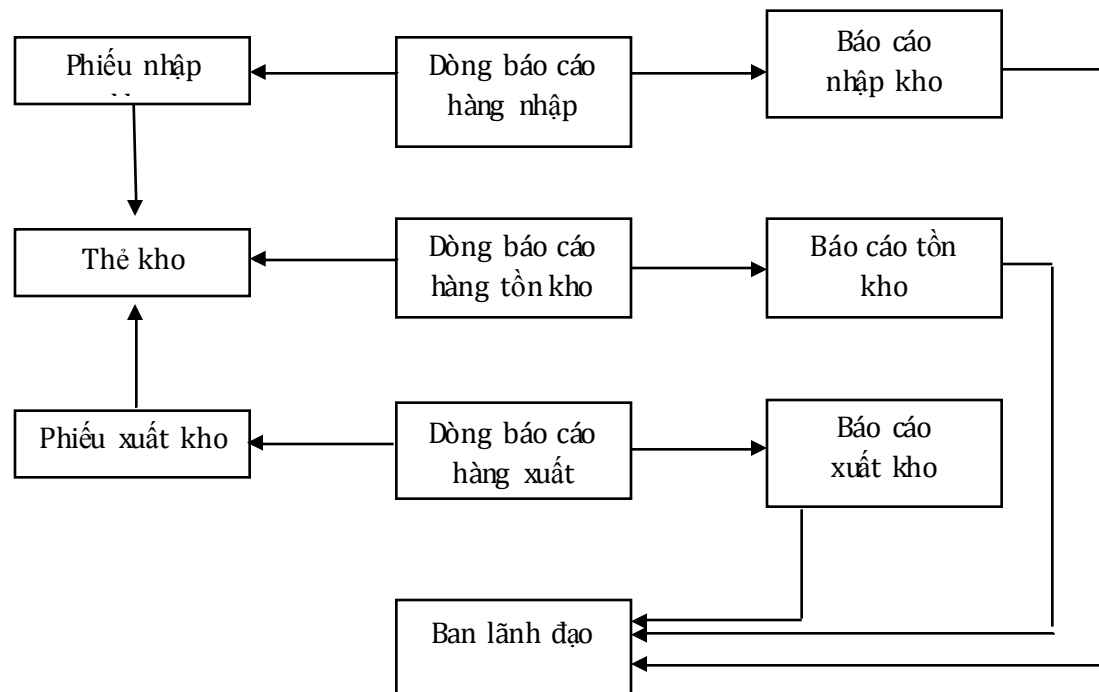 Phiếu nhập
Dòng báo cáo
hàng nhập
Báo cáo
nhập kho
Thẻ kho
Dòng báo cáo
hàng tồn kho
Báo cáo tồn
kho
Phiếu xuất kho
Dòng báo cáo
hàng xuất
Báo cáo
xuất kho
Ban lãnh đạo